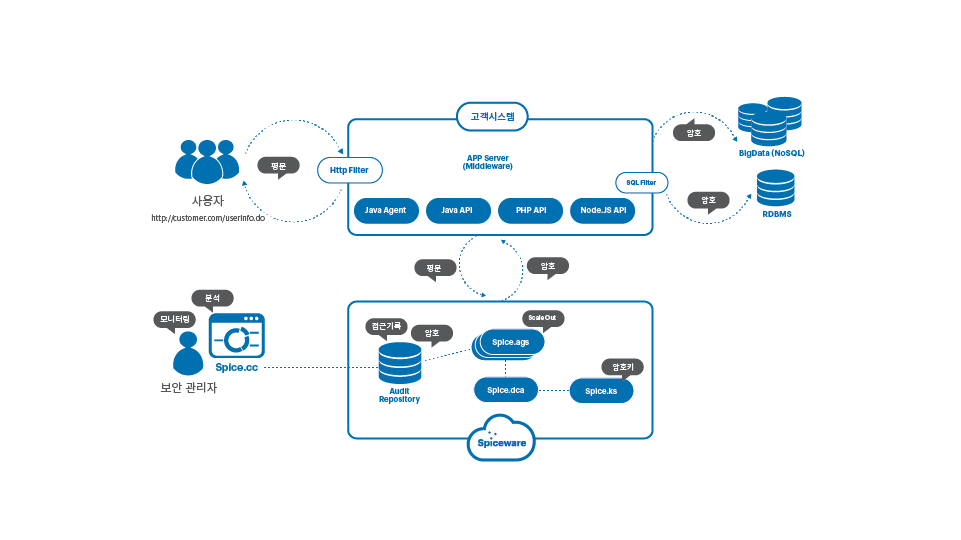 고객시스템
APP Server
(Middleware)
암호
BigData (NoSQL)
평문
Http Filter
SQL Filter
사용자
http://customer.com/userinfo.do
Java Agent
Java API
PHP API
Node.JS API
암호
RDBMS
평문
암호
분석
모니터링
Spice.cc
보안 관리자
접근기록
암호
Scale Out
Spice.ags
Audit
Repository
Spice.dca
암호키
Spice.ks
Spiceware